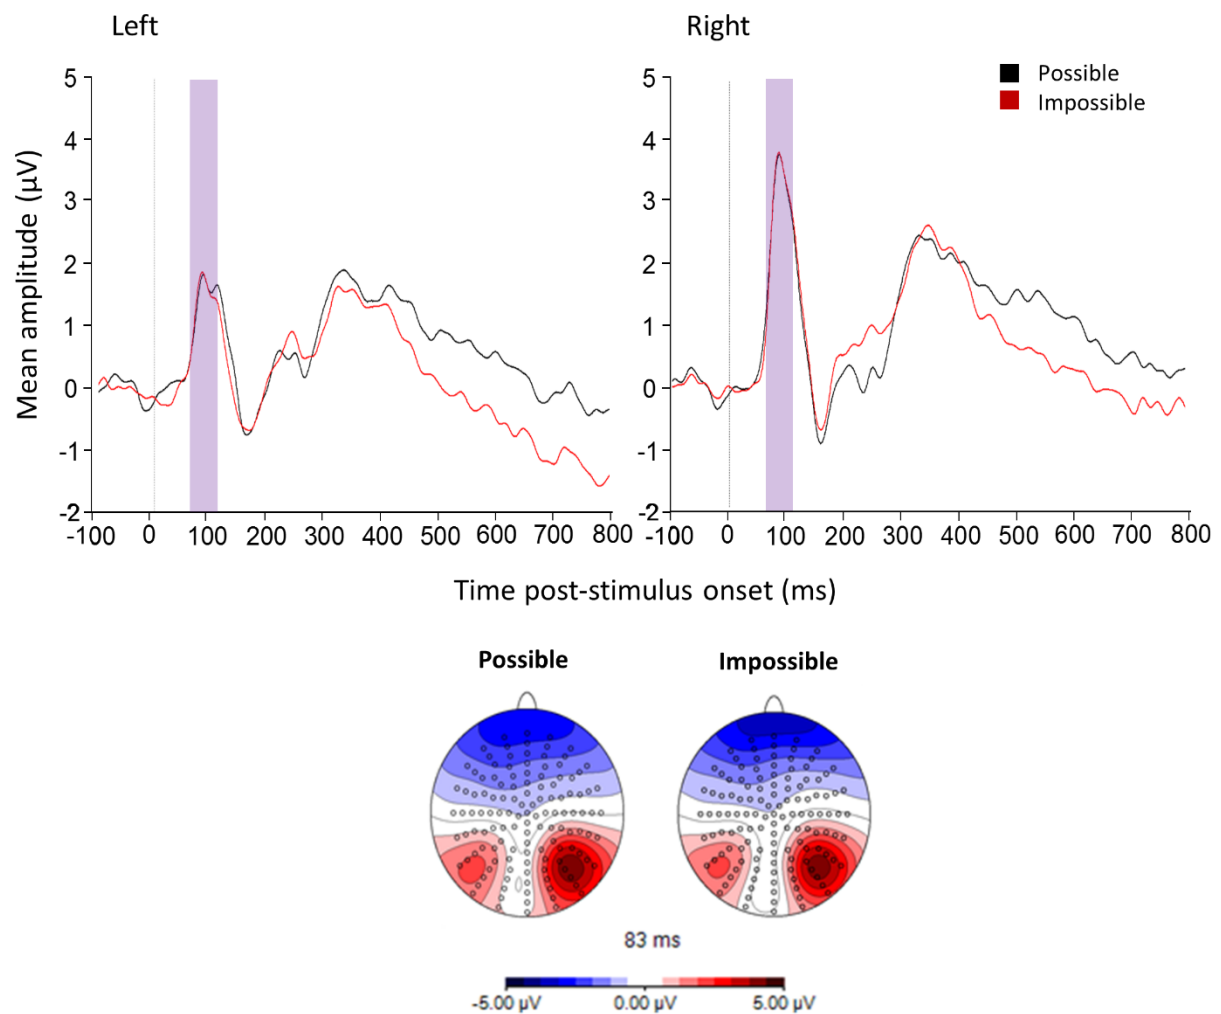 Left
Right
Possible
Impossible
Mean amplitude (µV)
5
4
3
2
1
0
-1
-2
-100 0 100 200 300 400 500 600 700 800
5
4
3
2
1
0
-1
-2
-100 0 100 200 300 400 500 600 700 800
Time post-stimulus onset (ms)
Possible
Impossible
83 ms
-5.00 µV 0.00 µV 5.00 µV